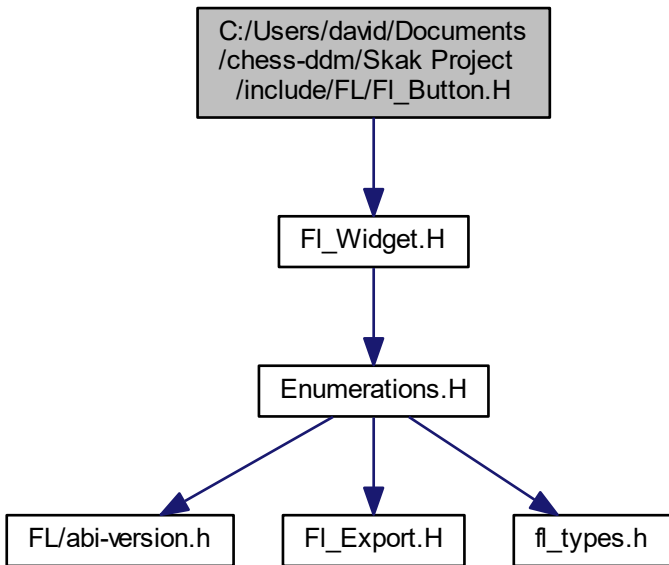 C:/Users/david/Documents
/chess-ddm/Skak Project
/include/FL/Fl_Button.H
Fl_Widget.H
Enumerations.H
FL/abi-version.h
Fl_Export.H
fl_types.h